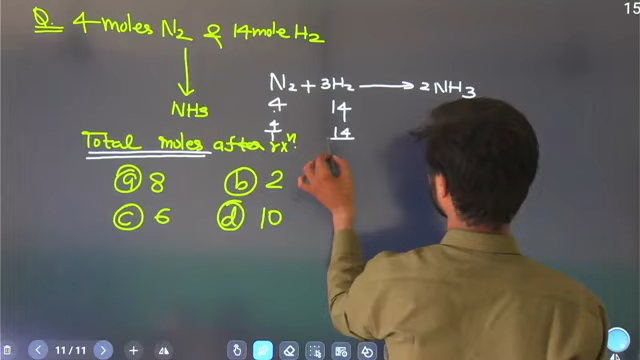 Q. 4-moles N₂ & 14 mole H₂
NH₃
N₂ + 3H₂ → 2NH₃
4 14
4/1 14
Total moles after rxⁿ.
ⓐ 8 ⓑ 2
ⓒ 6 ⓓ 10
15
11/11